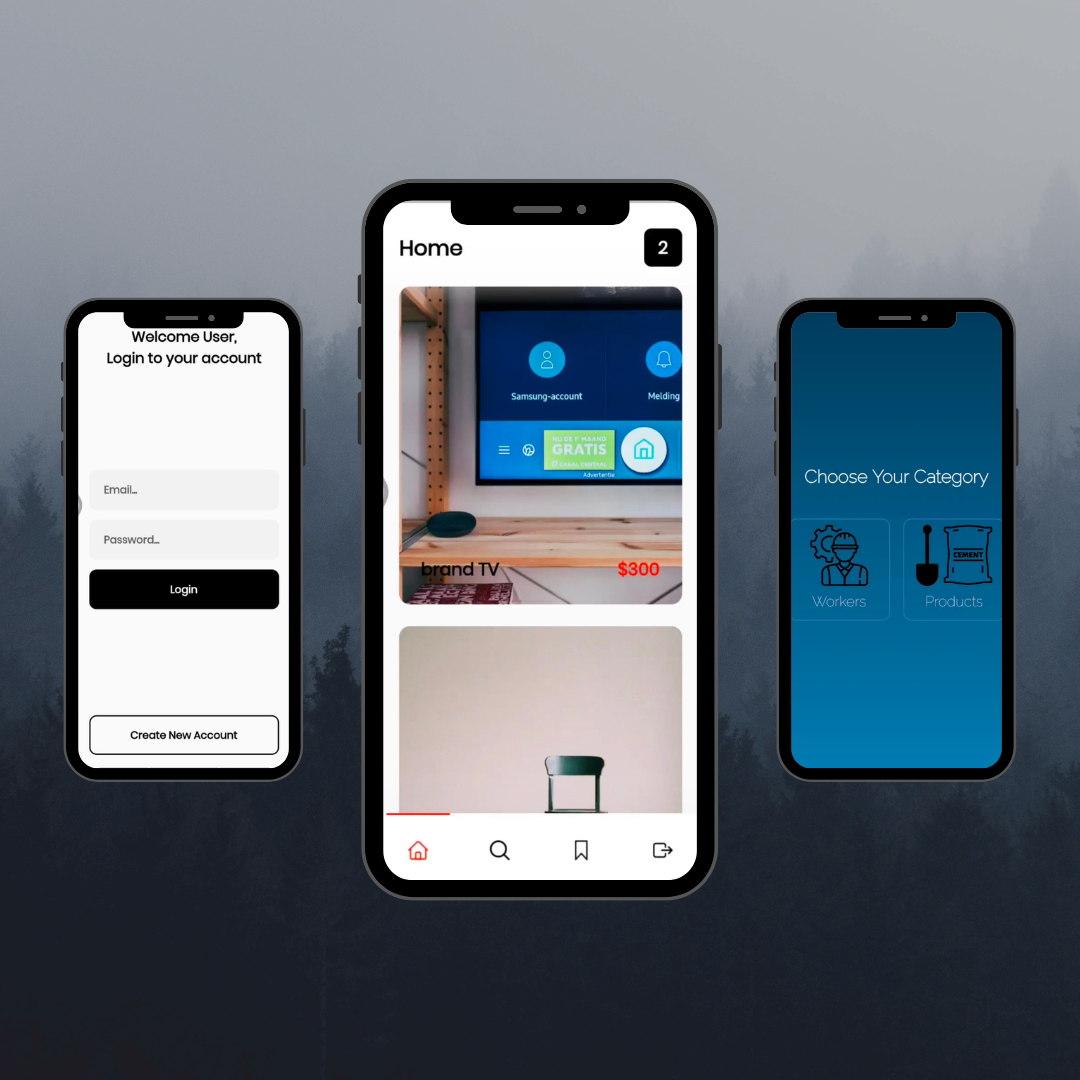 Welcome User,
Login to your account
Email...
Password...
Login
Create New Account
Home
2
Samsung-account
Melding
NU DE 1e MAAND
GRATIS
Advertentie
brand TV
$300
Choose Your Category
CEMENT
Workers
Products